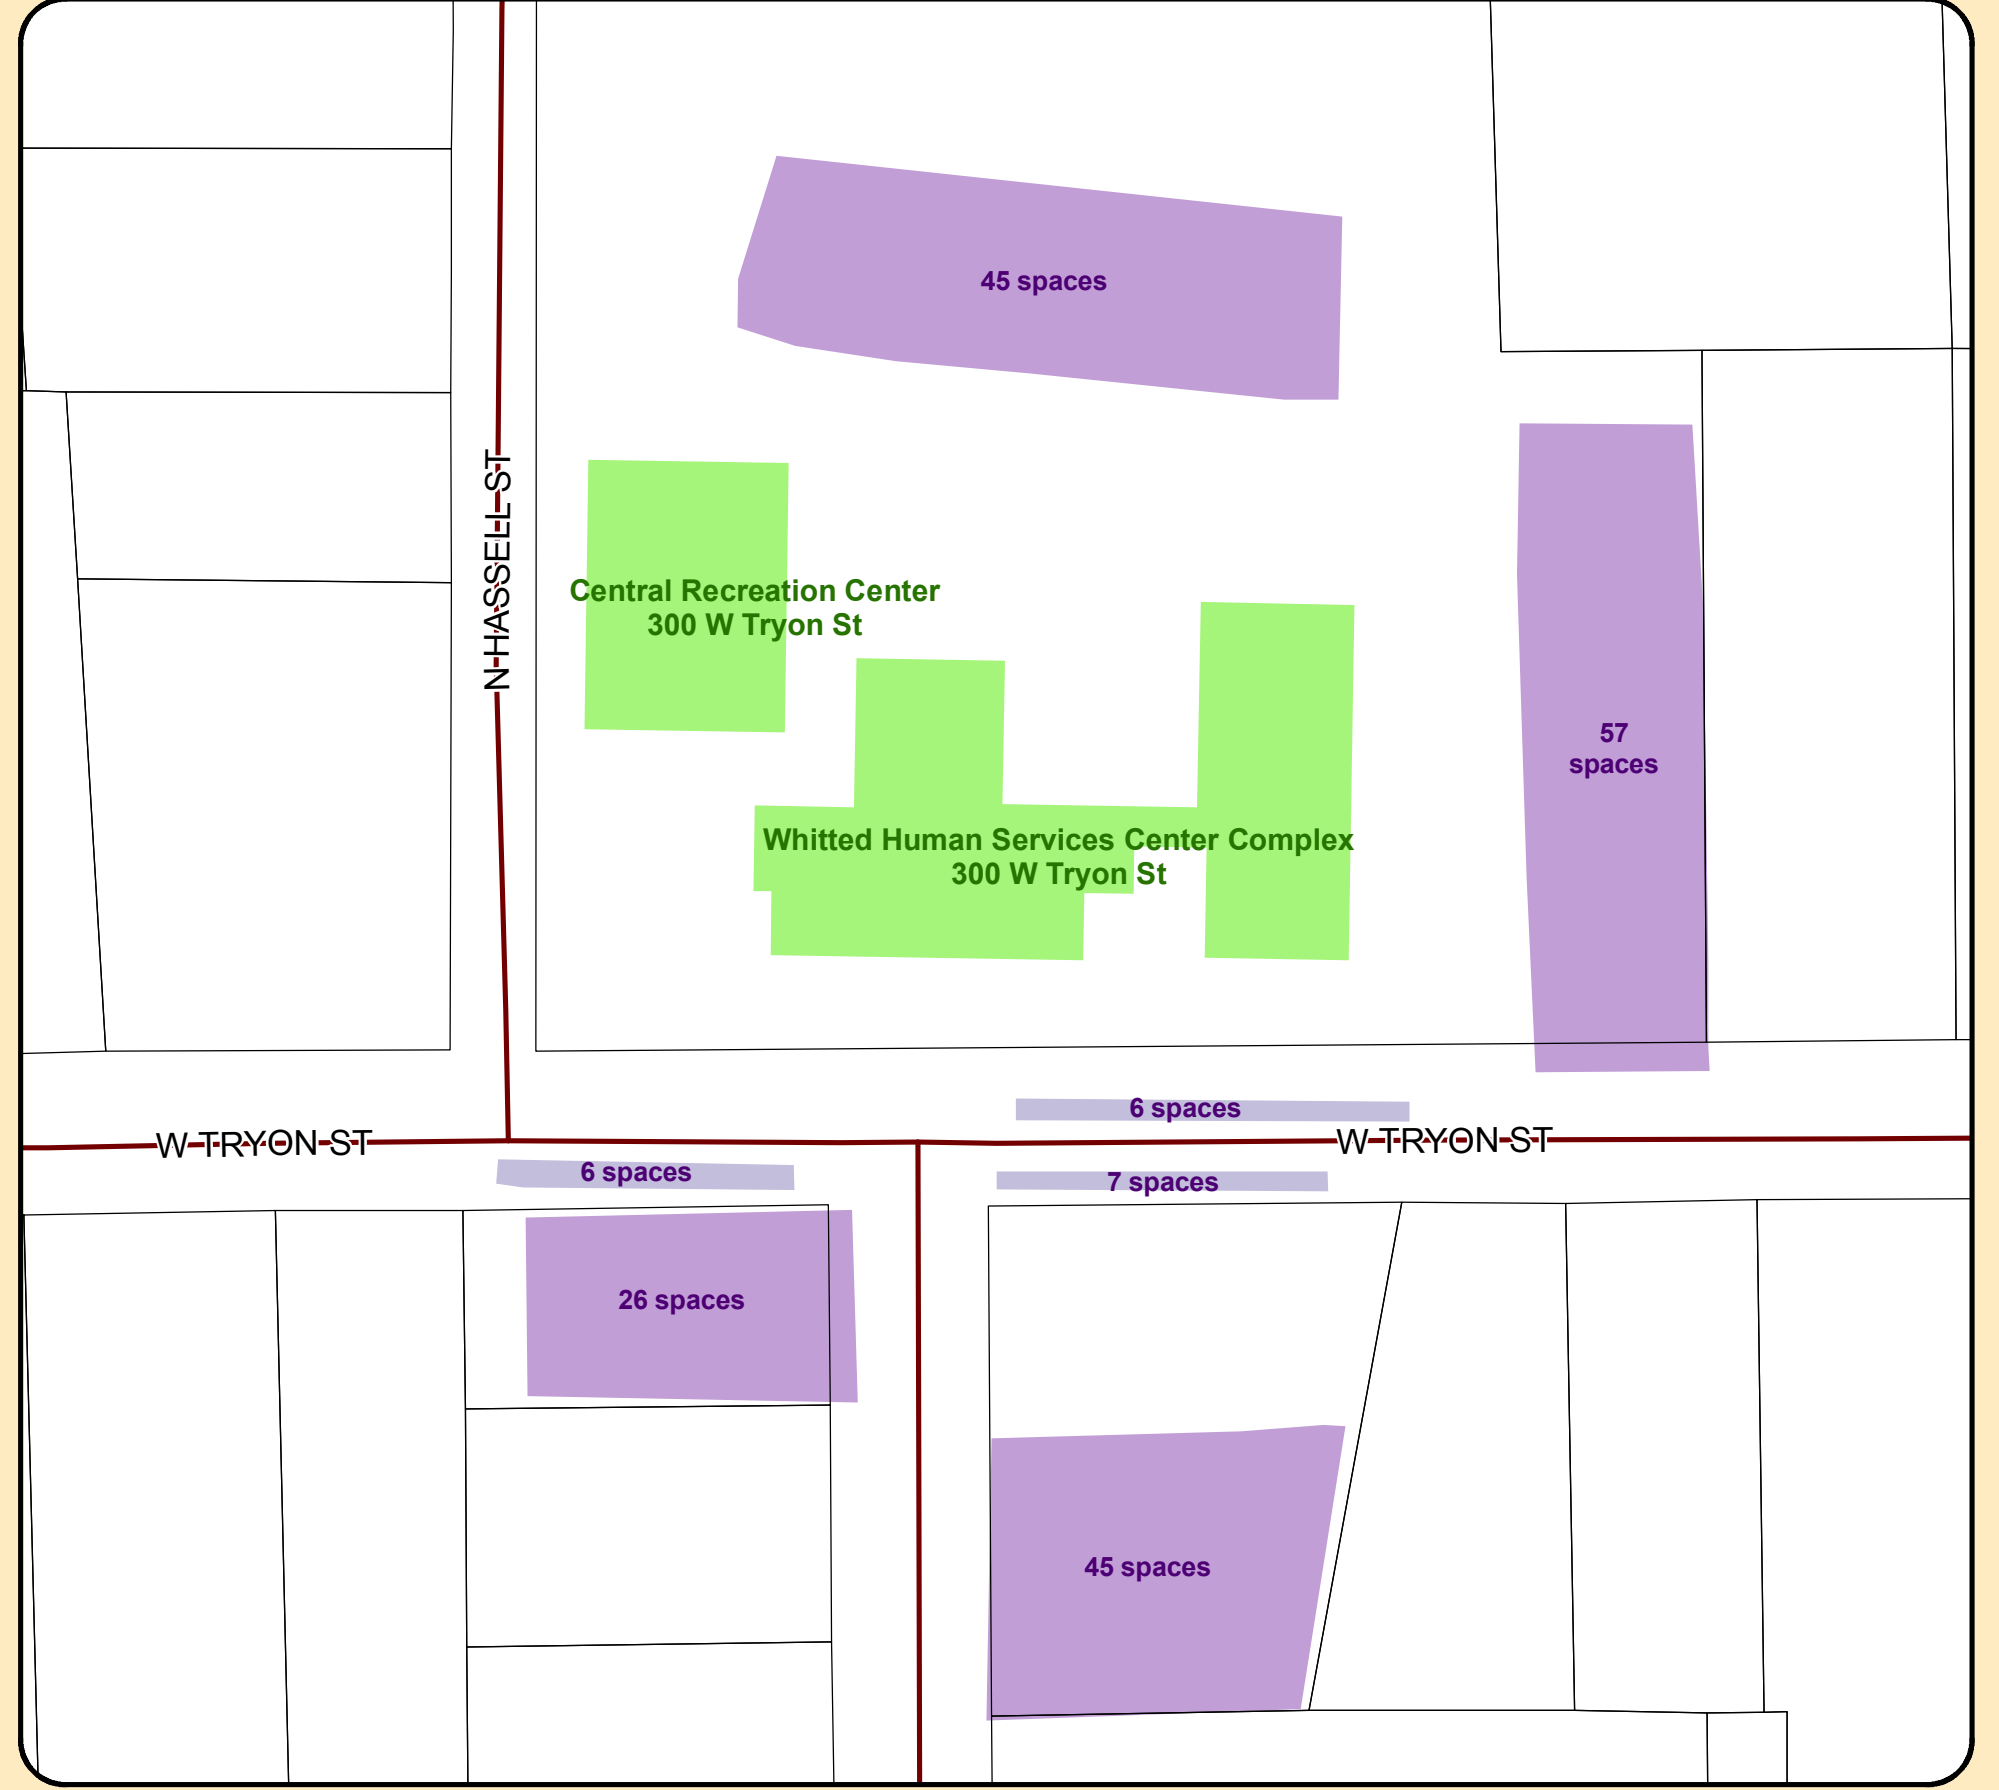 45 spaces
N HASSELL ST
Central Recreation Center
300 W Tryon St
57
spaces
Whitted Human Services Center Complex
300 W Tryon St
6 spaces
W TRYON ST
W TRYON ST
6 spaces
7 spaces
26 spaces
45 spaces